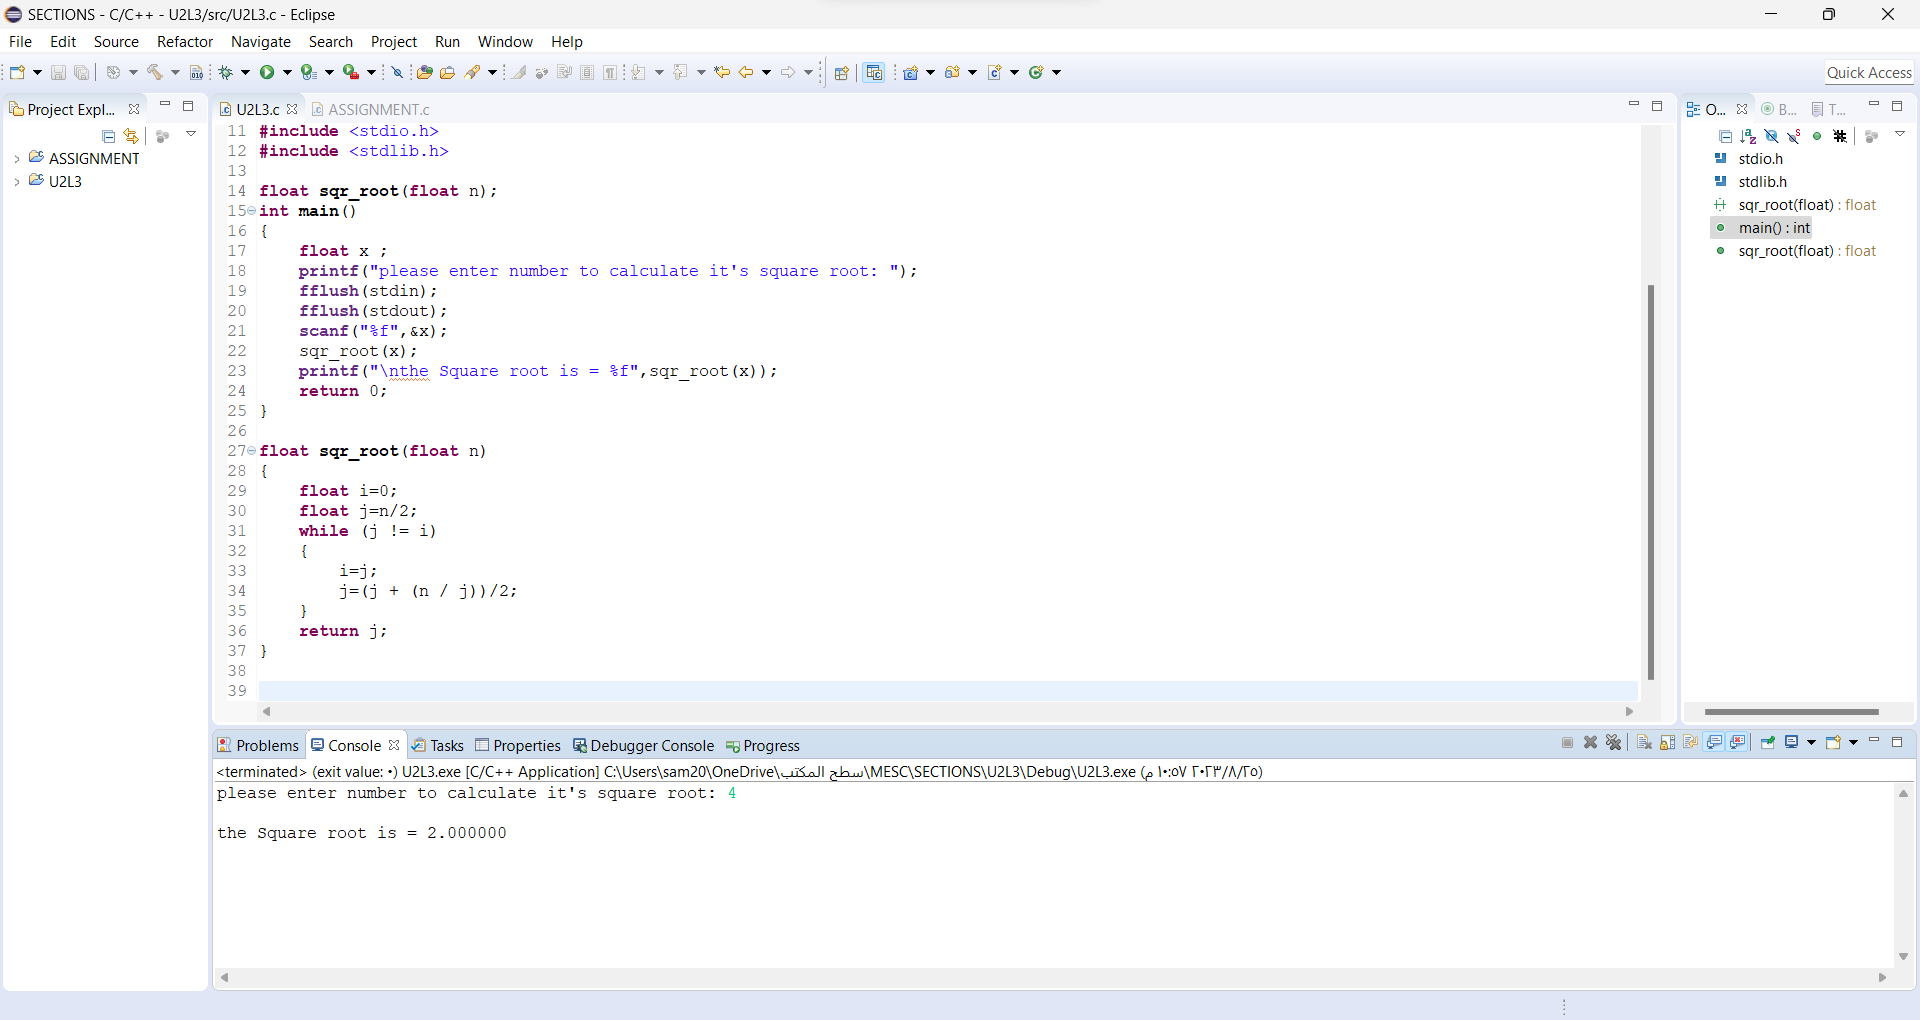 SECTIONS - C/C++ - U2L3/src/U2L3.c - Eclipse
File Edit Source Refactor Navigate Search Project Run Window Help
Quick Access
Project Expl...
ASSIGNMENT
U2L3
U2L3.c
ASSIGNMENT.c
11 #include <stdio.h>
12 #include <stdlib.h>
13
14 float sqr_root(float n);
15 int main()
16 {
17     float x ;
18     printf("please enter number to calculate it's square root: ");
19     fflush(stdin);
20     fflush(stdout);
21     scanf("%f",&x);
22     sqr_root(x);
23     printf("\nthe Square root is = %f",sqr_root(x));
24     return 0;
25 }
26
27 float sqr_root(float n)
28 {
29     float i=0;
30     float j=n/2;
31     while (j != i)
32     {
33         i=j;
34         j=(j + (n / j))/2;
35     }
36     return j;
37 }
38
39
O... B... T...
stdio.h
stdlib.h
sqr_root(float) : float
main() : int
sqr_root(float) : float
Problems Console Tasks Properties Debugger Console Progress
<terminated> (exit value: ٠) U2L3.exe [C/C++ Application] C:\Users\sam20\OneDrive\سطح المكتب\MESC\SECTIONS\U2L3\Debug\U2L3.exe (٢٠٢٣/٨/٢٥ ١٠:٥٧ م)
please enter number to calculate it's square root: 4
the Square root is = 2.000000